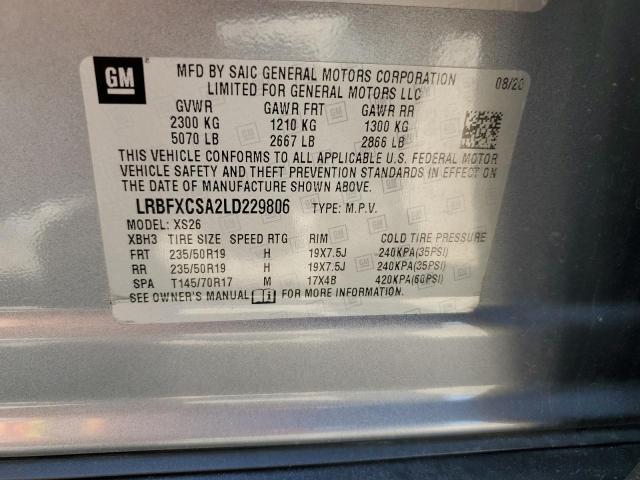 GM
MFD BY SAIC GENERAL MOTORS CORPORATION 08/20
LIMITED FOR GENERAL MOTORS LLC
GVWR GAWR FRT GAWR RR
2300 KG 1210 KG 1300 KG
5070 LB 2667 LB 2866 LB
THIS VEHICLE CONFORMS TO ALL APPLICABLE U.S. FEDERAL MOTOR
VEHICLE SAFETY AND THEFT PREVENTION STANDARDS IN EFFECT ON
THE DATE OF MANUFACTURE SHOWN ABOVE.
LRBFXCSA2LD229806 TYPE: M.P.V.
MODEL: XS26
XBH3 TIRE SIZE SPEED RTG RIM COLD TIRE PRESSURE
FRT 235/50R19 H 19X7.5J 240KPA(35PSI)
RR 235/50R19 H 19X7.5J 240KPA(35PSI)
SPA T145/70R17 M 17X4B 420KPA(60PSI)
SEE OWNER'S MANUAL FOR MORE INFORMATION.